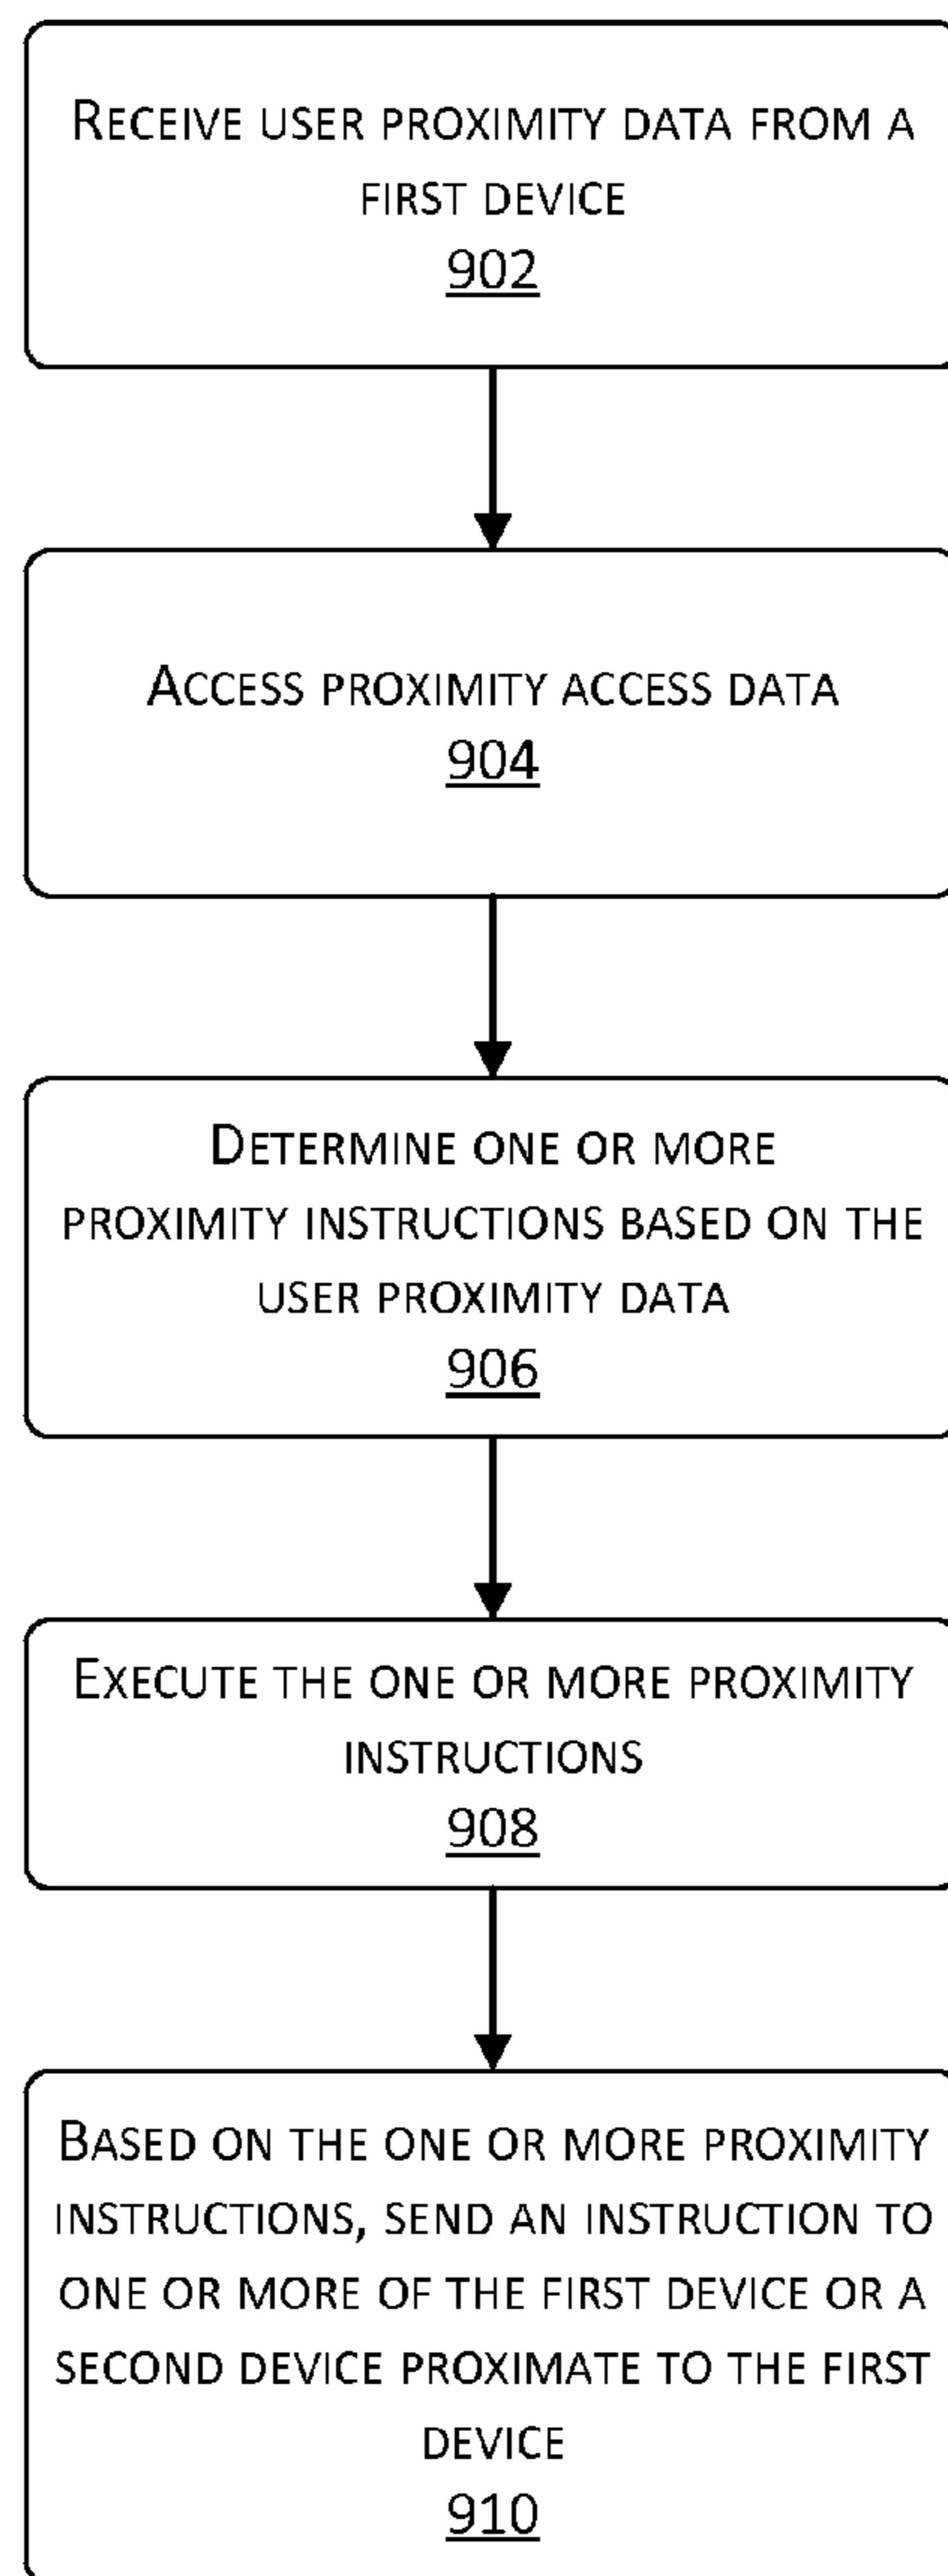 RECEIVE USER PROXIMITY DATA FROM A
FIRST DEVICE
902
ACCESS PROXIMITY ACCESS DATA
904
DETERMINE ONE OR MORE
PROXIMITY INSTRUCTIONS BASED ON THE
USER PROXIMITY DATA
906
EXECUTE THE ONE OR MORE PROXIMITY
INSTRUCTIONS
908
BASED ON THE ONE OR MORE PROXIMITY
INSTRUCTIONS, SEND AN INSTRUCTION TO
ONE OR MORE OF THE FIRST DEVICE OR A
SECOND DEVICE PROXIMATE TO THE FIRST
DEVICE
910